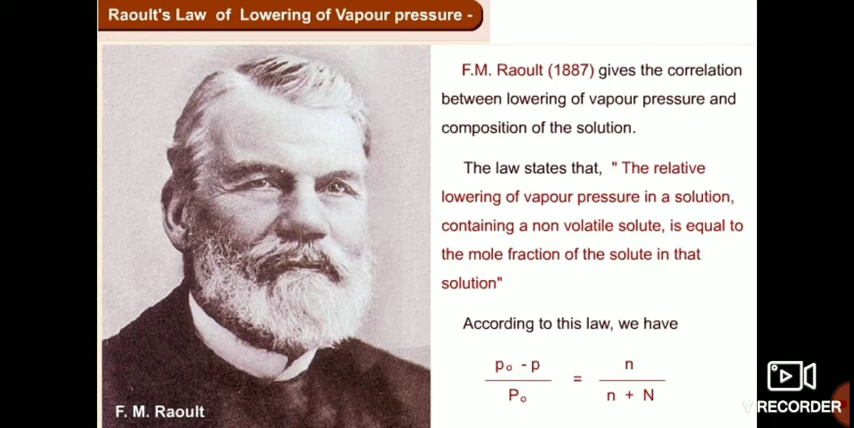 Raoult's Law of Lowering of Vapour pressure -
F.M. Raoult (1887) gives the correlation
between lowering of vapour pressure and
composition of the solution.
The law states that, " The relative
lowering of vapour pressure in a solution,
containing a non volatile solute, is equal to
the mole fraction of the solute in that
solution"
According to this law, we have
p₀ - p / P₀ = n / n + N
F. M. Raoult
V RECORDER